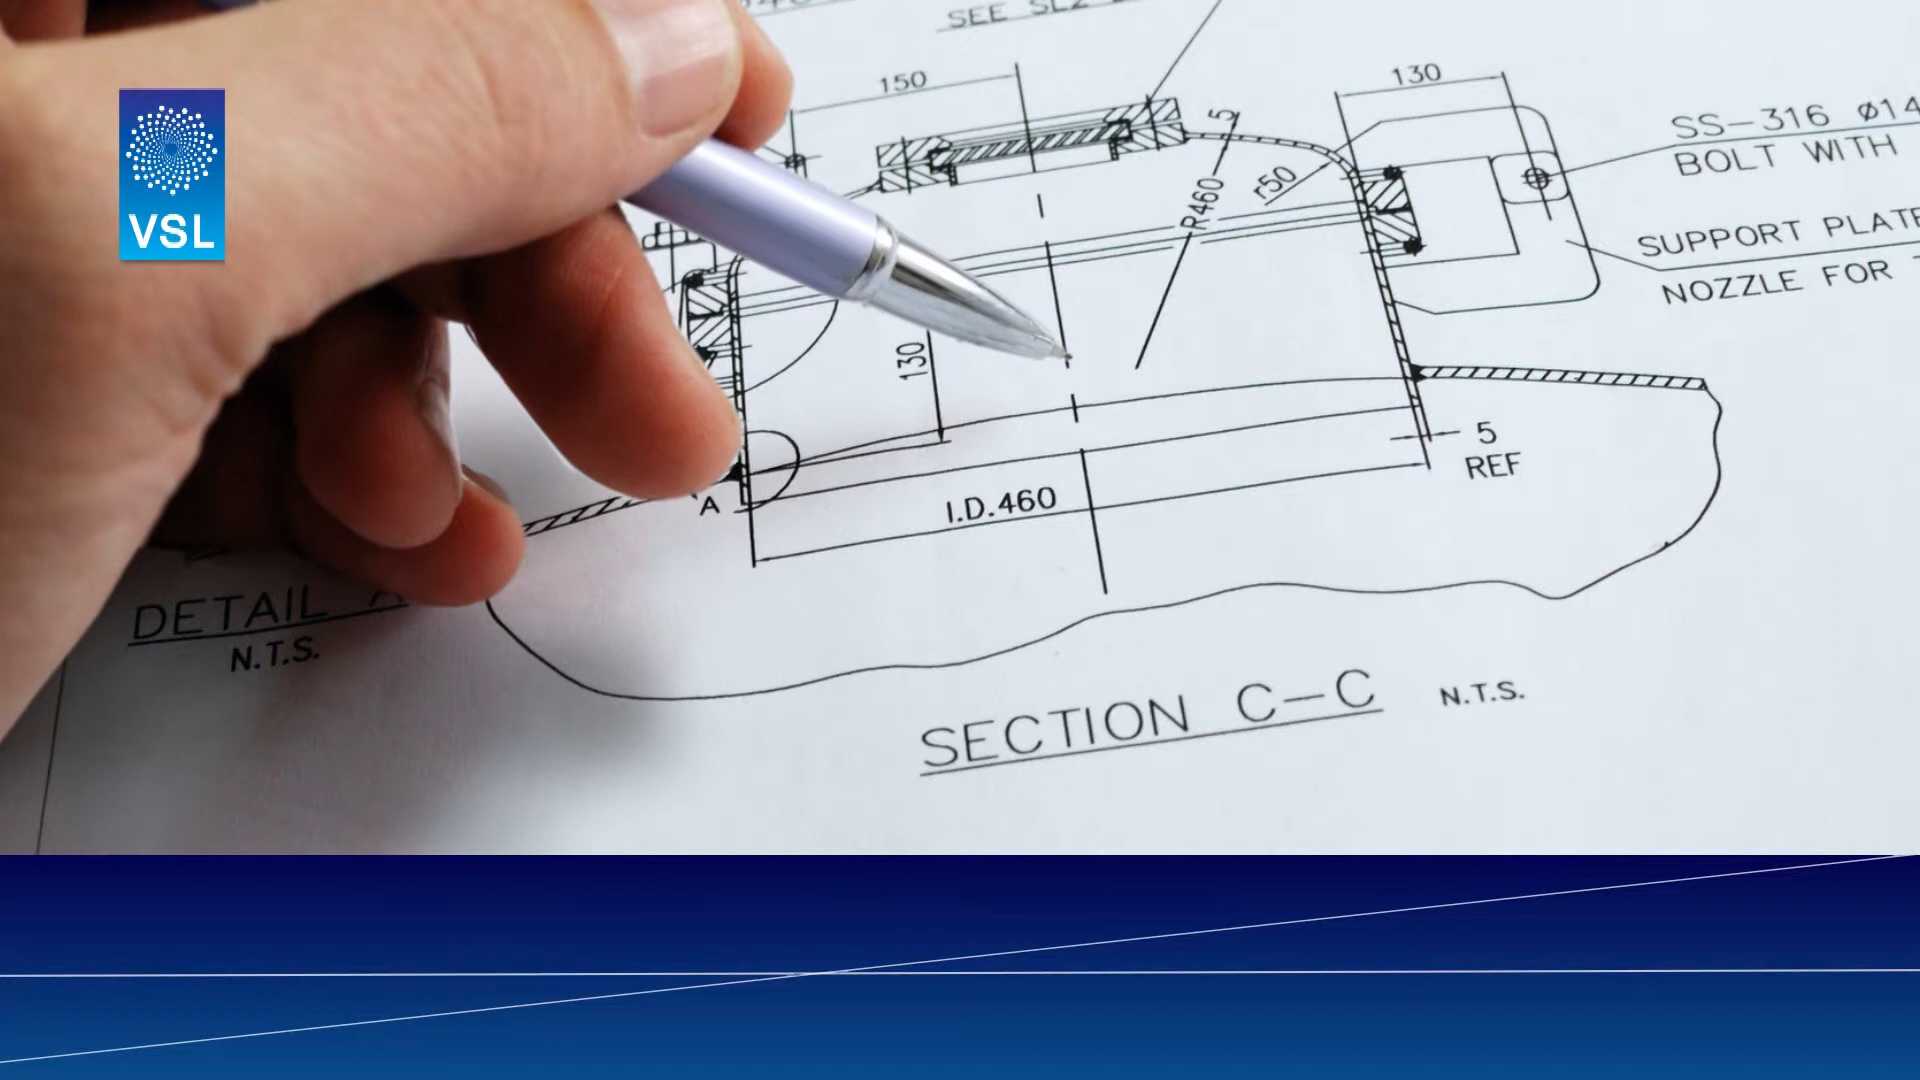 SEE SL2
150
130
5
SS-316 ø14
BOLT WITH
r50
R460
SUPPORT PLATE
NOZZLE FOR
VSL
130
5
REF
I.D.460
A
DETAIL A
N.T.S.
SECTION C-C
N.T.S.